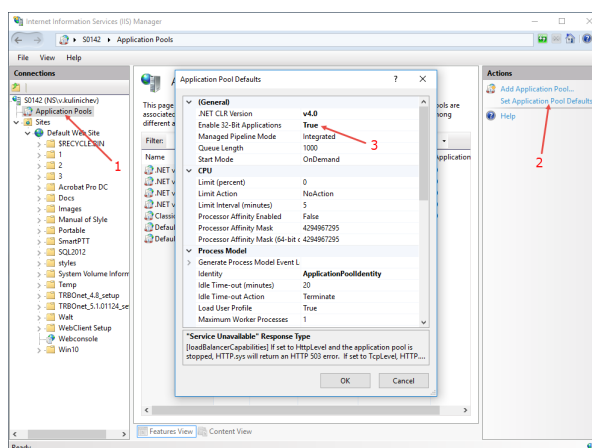 Internet Information Services (IIS) Manager
S0142 ▸ Application Pools
File View Help
Connections
S0142 (NS\v.kulinichev)
Application Pools
Sites
Default Web Site
$RECYCLE.BIN
1
2
3
Acrobat Pro DC
Docs
Images
Manual of Slyle
Portable
SmartPTT
SQL2012
styles
System Volume Inform
Temp
TRBOnet_4.8_setup
TRBOnet_5.1.01124_se
Walt
WebClient Setup
Webconsole
Win10
1
This page
associated
different a
ools are
among
Filter:
Name
pplication
.NET v
.NET v
.NET v
.NET v
Classic
Defaul
Defaul
Application Pool Defaults
? ×
(General)
.NET CLR Version v4.0
Enable 32-Bit Applications True
Managed Pipeline Mode Integrated
Queue Length 1000
Start Mode OnDemand
CPU
Limit (percent) 0
Limit Action NoAction
Limit Interval (minutes) 5
Processor Affinity Enabled False
Processor Affinity Mask 4294967295
Processor Affinity Mask (64-bit c 4294967295
Process Model
Generate Process Model Event L
Identity ApplicationPoolIdentity
Idle Time-out (minutes) 20
Idle Time-out Action Terminate
Load User Profile True
Maximum Worker Processes 1
3
"Service Unavailable" Response Type
[loadBalancerCapabilities] If set to HttpLevel and the application pool is
stopped, HTTP.sys will return an HTTP 503 error. If set to TcpLevel, HTTP....
OK Cancel
Features View Content View
Actions
Add Application Pool...
Set Application Pool Defaults
Help
2
Ready